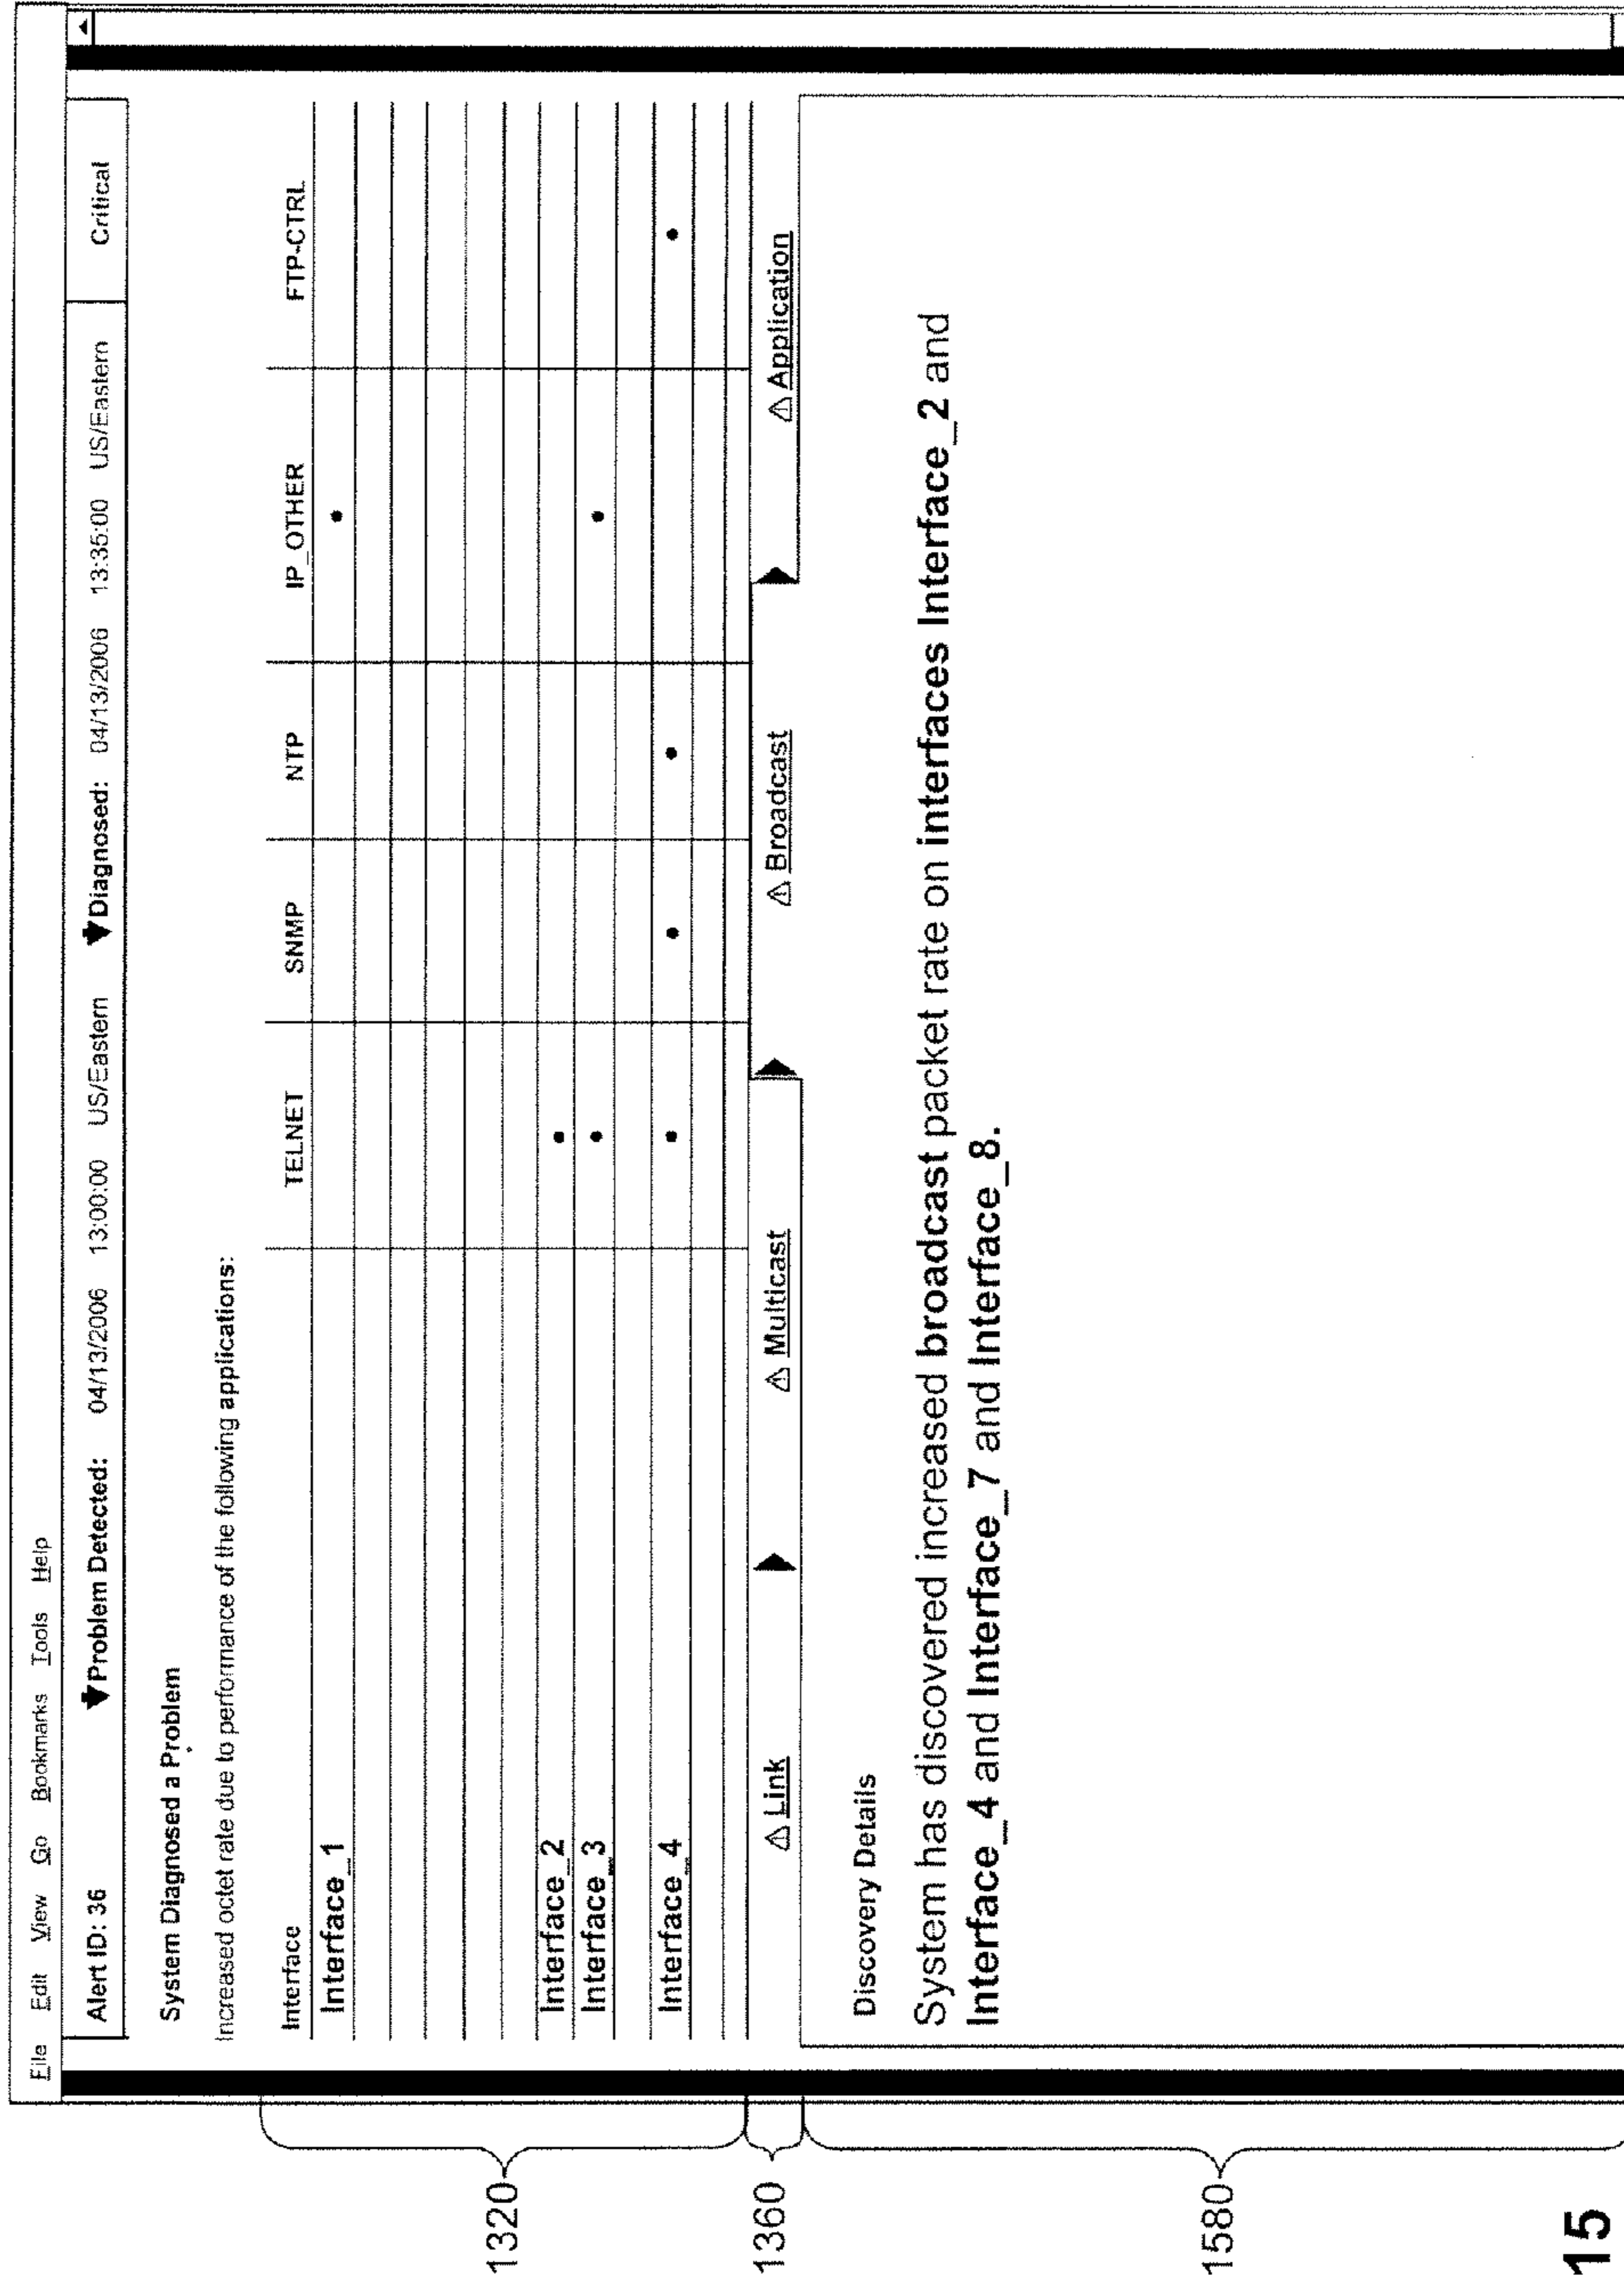 File Edit View Go Bookmarks Tools Help
Alert ID: 36 Problem Detected: 04/13/2006 13:00:00 US/Eastern Diagnosed: 04/13/2006 13:35:00 US/Eastern Critical
System Diagnosed a Problem
Increased octet rate due to performance of the following applications:
Interface TELNET SNMP NTP IP_OTHER FTP-CTRL
Interface_1
Interface_2
Interface_3
Interface_4
Link Multicast Broadcast Application
Discovery Details
System has discovered increased broadcast packet rate on interfaces Interface_2 and
Interface_4 and Interface_7 and Interface_8.
1320
1360
1580
15